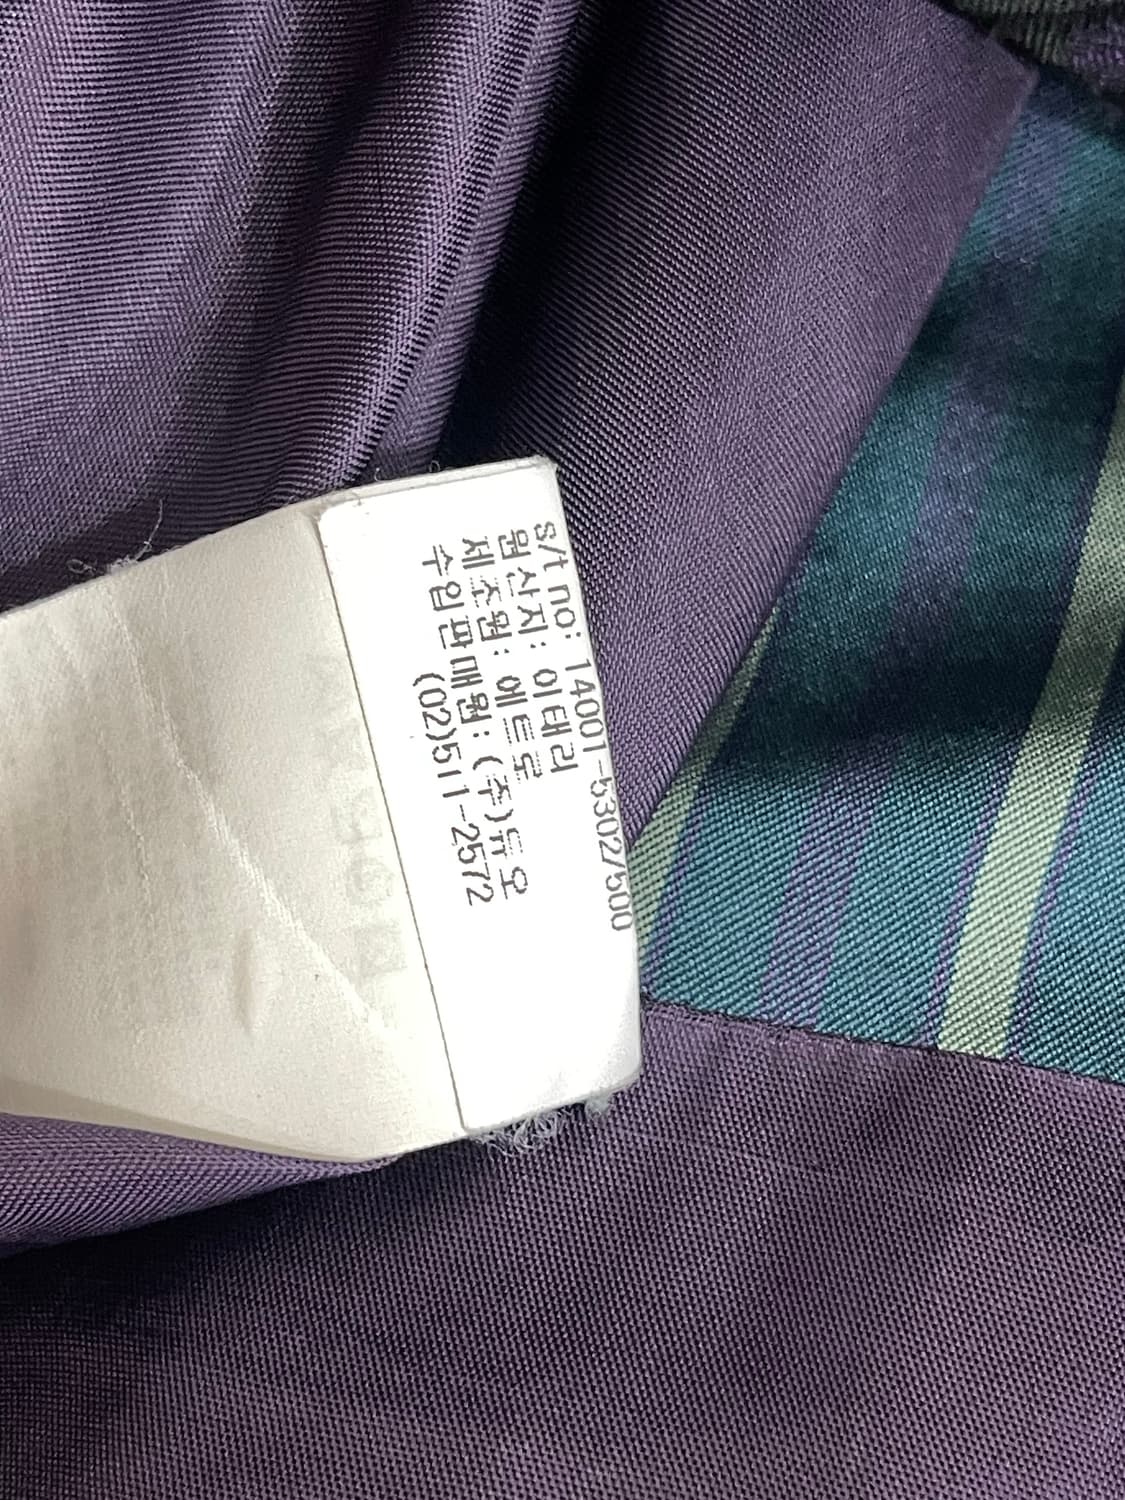 s/t no: 14001-5302/500
원산지: 이태리
제조원: 에트로
수입판매원: (주)듀오
(02)511-2572